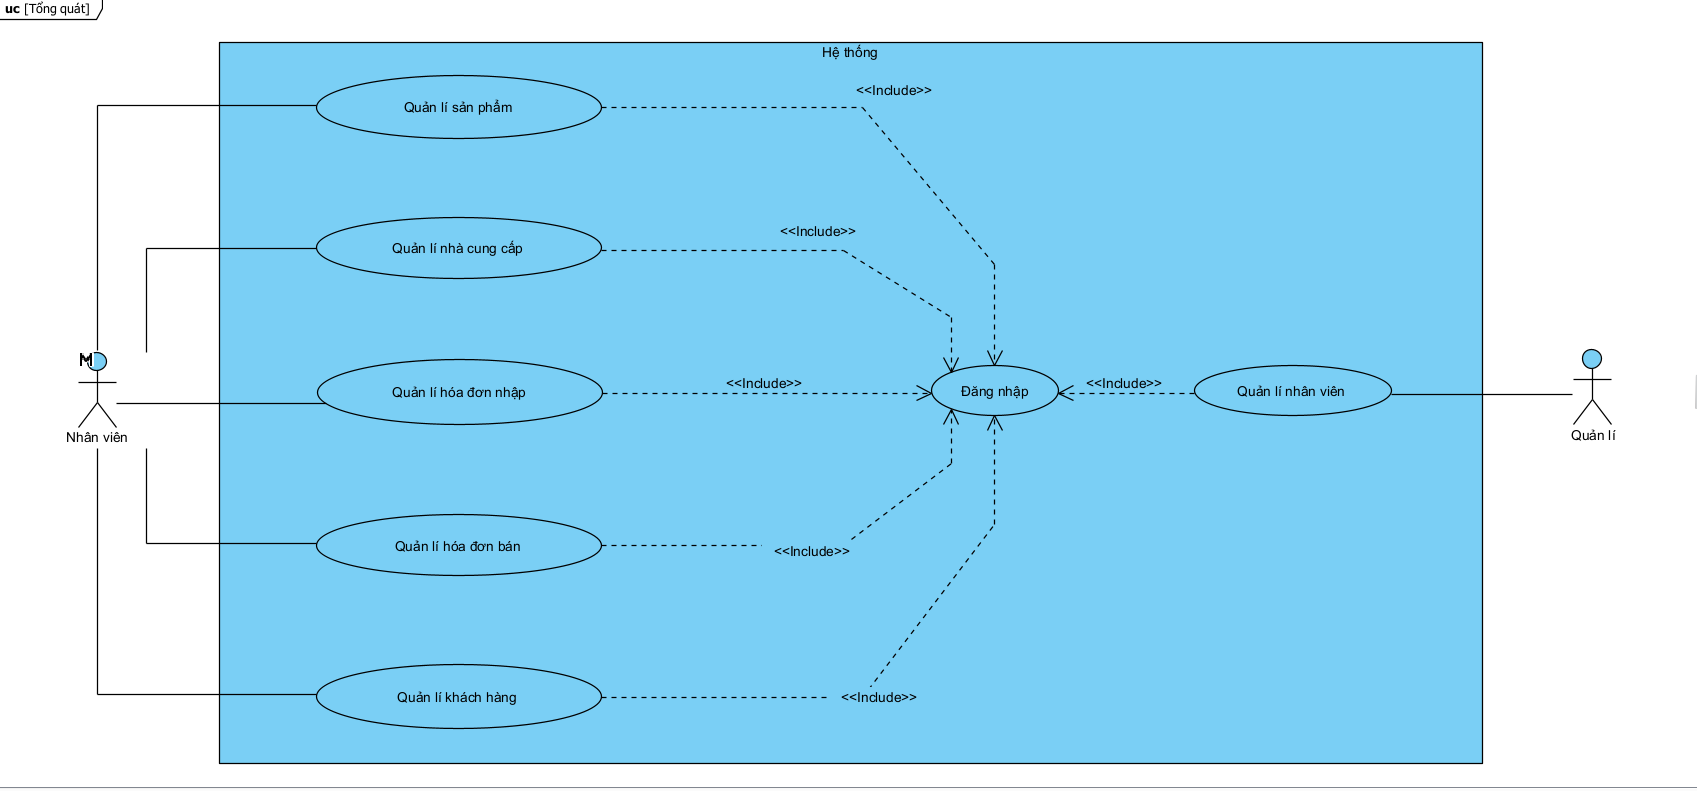 uc [Tổng quát]
Hệ thống
Quản lí sản phẩm
<<Include>>
Quản lí nhà cung cấp
<<Include>>
M
Nhân viên
Quản lí hóa đơn nhập
<<Include>>
Đăng nhập
<<Include>>
Quản lí nhân viên
Quản lí
Quản lí hóa đơn bán
<<Include>>
Quản lí khách hàng
<<Include>>